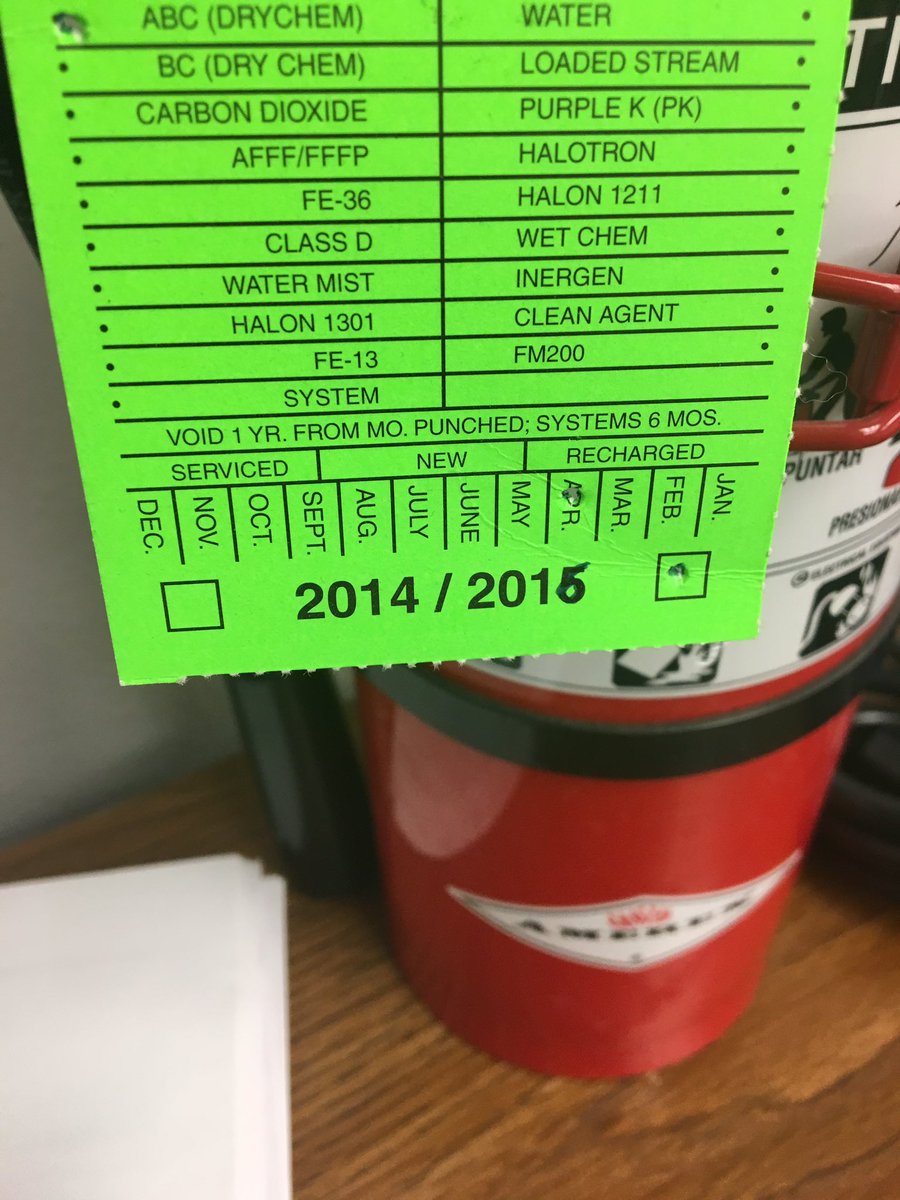 ABC (DRYCHEM) WATER
BC (DRY CHEM) LOADED STREAM
CARBON DIOXIDE PURPLE K (PK)
AFFF/FFFP HALOTRON
FE-36 HALON 1211
CLASS D WET CHEM
WATER MIST INERGEN
HALON 1301 CLEAN AGENT
FE-13 FM200
SYSTEM
VOID 1 YR. FROM MO. PUNCHED; SYSTEMS 6 MOS.
SERVICED NEW RECHARGED
DEC. NOV. OCT. SEPT. AUG. JULY JUNE MAY APR. MAR. FEB. JAN.
2014 / 2016
PUNTAR
AMEREX